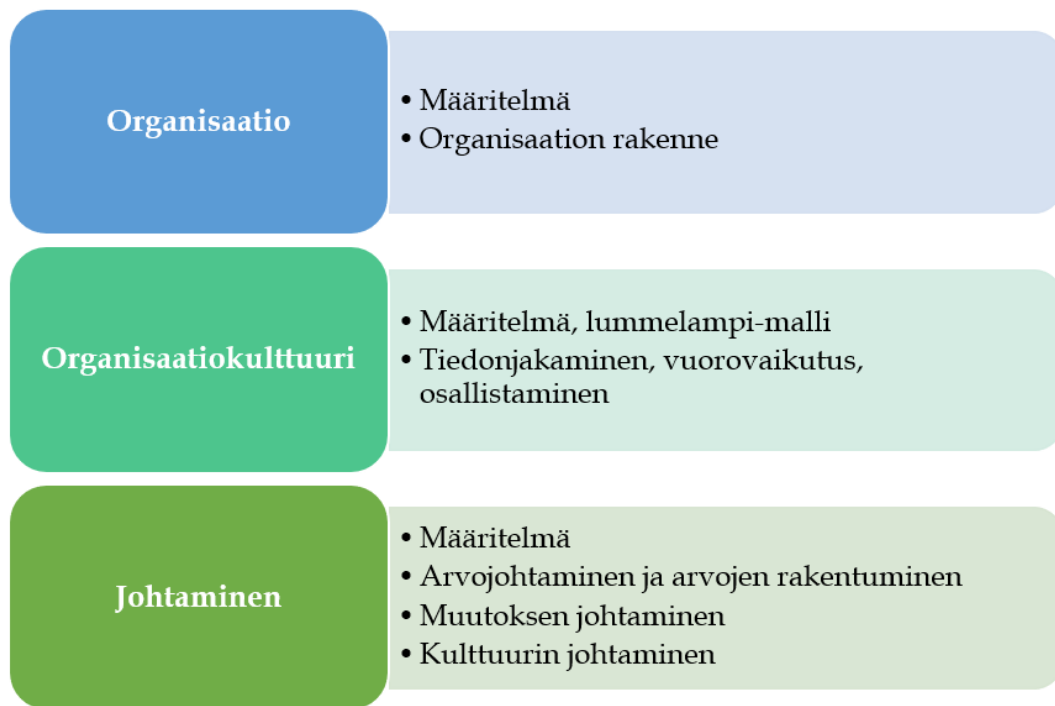 Organisaatio
• Määritelmä
• Organisaation rakenne
Organisaatiokulttuuri
• Määritelmä, lummelampi-malli
• Tiedonjakaminen, vuorovaikutus,
osallistaminen
Johtaminen
• Määritelmä
• Arvojohtaminen ja arvojen rakentuminen
• Muutoksen johtaminen
• Kulttuurin johtaminen